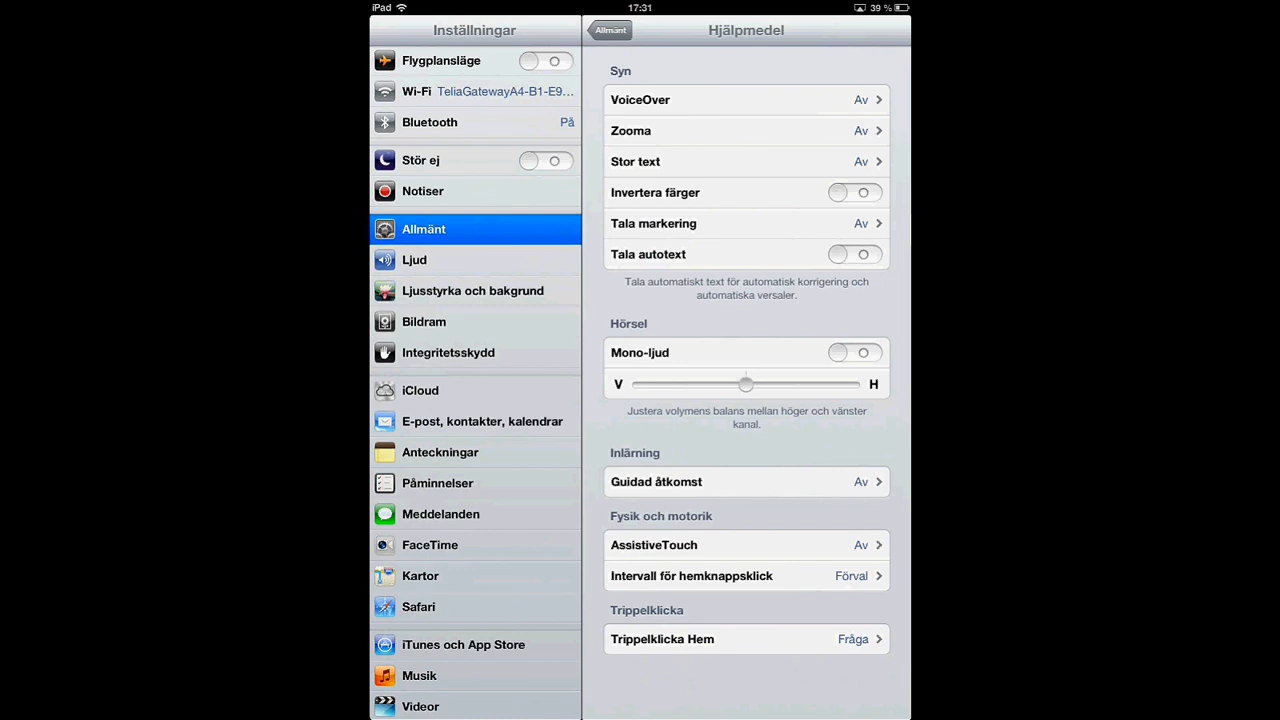 iPad
17:31
39 %
Inställningar
Flygplansläge
Wi-Fi TeliaGatewayA4-B1-E9...
Bluetooth På
Stör ej
Notiser
Allmänt
Ljud
Ljusstyrka och bakgrund
Bildram
Integritetsskydd
iCloud
E-post, kontakter, kalendrar
Anteckningar
Påminnelser
Meddelanden
FaceTime
Kartor
Safari
iTunes och App Store
Musik
Videor
Allmänt
Hjälpmedel
Syn
VoiceOver Av
Zooma Av
Stor text Av
Invertera färger
Tala markering Av
Tala autotext
Tala automatiskt text för automatisk korrigering och
automatiska versaler.
Hörsel
Mono-ljud
V H
Justera volymens balans mellan höger och vänster
kanal.
Inlärning
Guidad åtkomst Av
Fysik och motorik
AssistiveTouch Av
Intervall för hemknappsklick Förval
Trippelklicka
Trippelklicka Hem Fråga